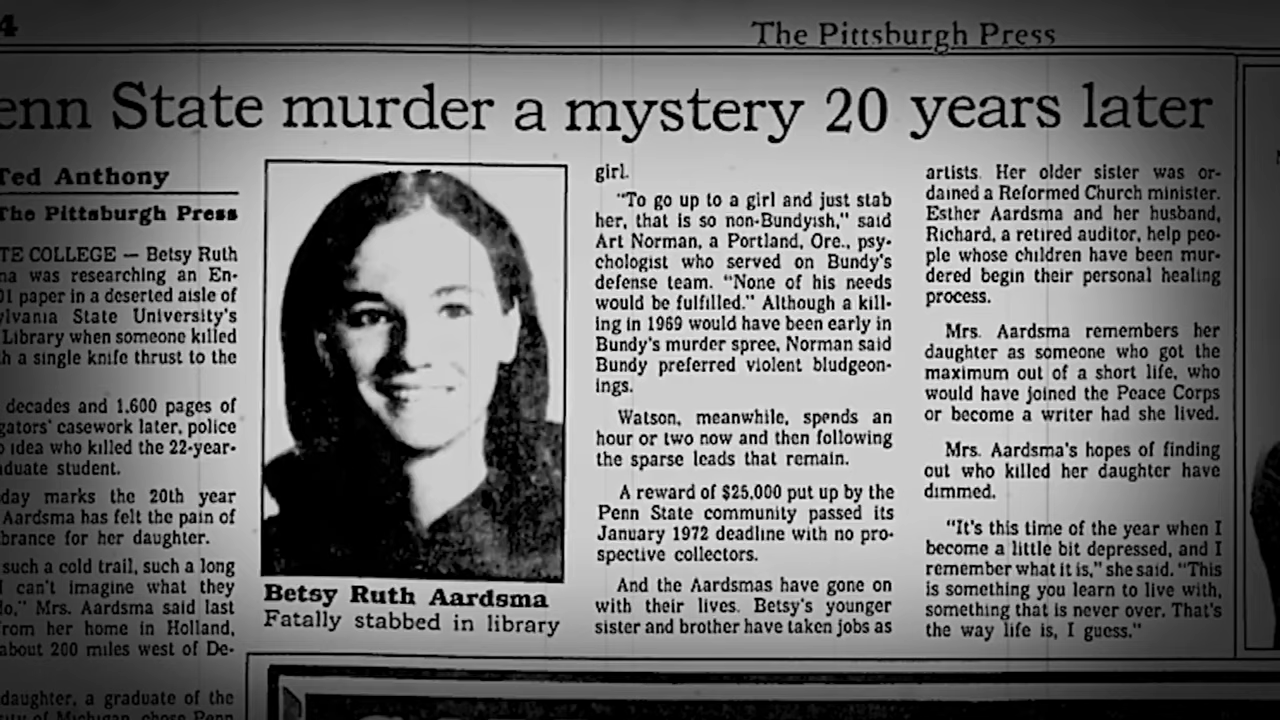 4
The Pittsburgh Press
enn State murder a mystery 20 years later
Ted Anthony
The Pittsburgh Press
TE COLLEGE — Betsy Ruth
na was researching an En-
01 paper in a deserted aisle of
ylvania State University's
Library when someone killed
h a single knife thrust to the
decades and 1,600 pages of
gators' casework later, police
o idea who killed the 22-year-
aduate student.
day marks the 20th year
Aardsma has felt the pain of
brance for her daughter.
such a cold trail, such a long
I can't imagine what they
do," Mrs. Aardsma said last
from her home in Holland,
about 200 miles west of De-
daughter, a graduate of the
ity of Michigan, chose Penn
Betsy Ruth Aardsma
Fatally stabbed in library
girl.
"To go up to a girl and just stab
her, that is so non-Bundyish," said
Art Norman, a Portland, Ore., psy-
chologist who served on Bundy's
defense team. "None of his needs
would be fulfilled." Although a kill-
ing in 1969 would have been early in
Bundy's murder spree, Norman said
Bundy preferred violent bludgeon-
ings.
Watson, meanwhile, spends an
hour or two now and then following
the sparse leads that remain.
A reward of $25,000 put up by the
Penn State community passed its
January 1972 deadline with no pro-
spective collectors.
And the Aardsmas have gone on
with their lives. Betsy's younger
sister and brother have taken jobs as
artists. Her older sister was or-
dained a Reformed Church minister.
Esther Aardsma and her husband,
Richard, a retired auditor, help peo-
ple whose children have been mur-
dered begin their personal healing
process.
Mrs. Aardsma remembers her
daughter as someone who got the
maximum out of a short life, who
would have joined the Peace Corps
or become a writer had she lived.
Mrs. Aardsma's hopes of finding
out who killed her daughter have
dimmed.
"It's this time of the year when I
become a little bit depressed, and I
remember what it is," she said. "This
is something you learn to live with,
something that is never over. That's
the way life is, I guess."